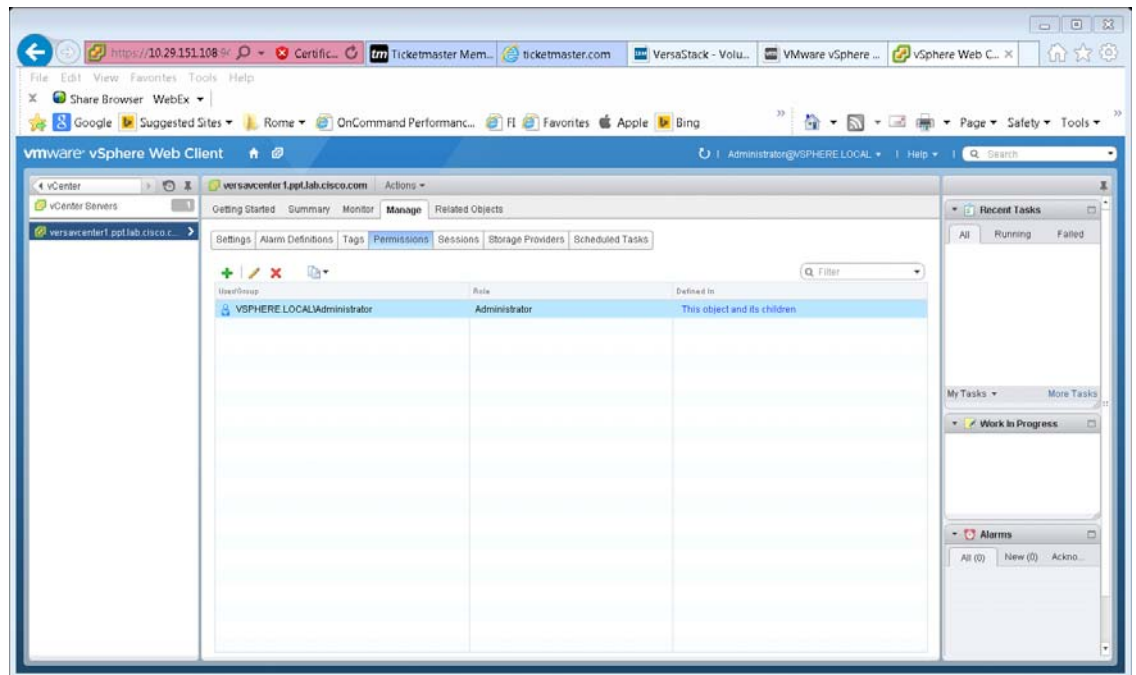 https://10.29.151.108:9 Certific... Ticketmaster Mem... ticketmaster.com VersaStack - Volu... VMware vSphere ... vSphere Web C...
File Edit View Favorites Tools Help
Share Browser WebEx
Google Suggested Sites Rome OnCommand Performanc... FI Favorites Apple Bing Page Safety Tools
vmware vSphere Web Client Administrator@VSPHERE.LOCAL Help Search
vCenter versavcenter1.ppt.lab.cisco.com Actions
vCenter Servers 1 Getting Started Summary Monitor Manage Related Objects Recent Tasks
versavcenter1.ppt.lab.cisco.c... Settings Alarm Definitions Tags Permissions Sessions Storage Providers Scheduled Tasks All Running Failed
Filter
User/Group Role Defined in
VSPHERE.LOCAL\Administrator Administrator This object and its children
My Tasks More Tasks
Work In Progress
Alarms
All (0) New (0) Ackno...